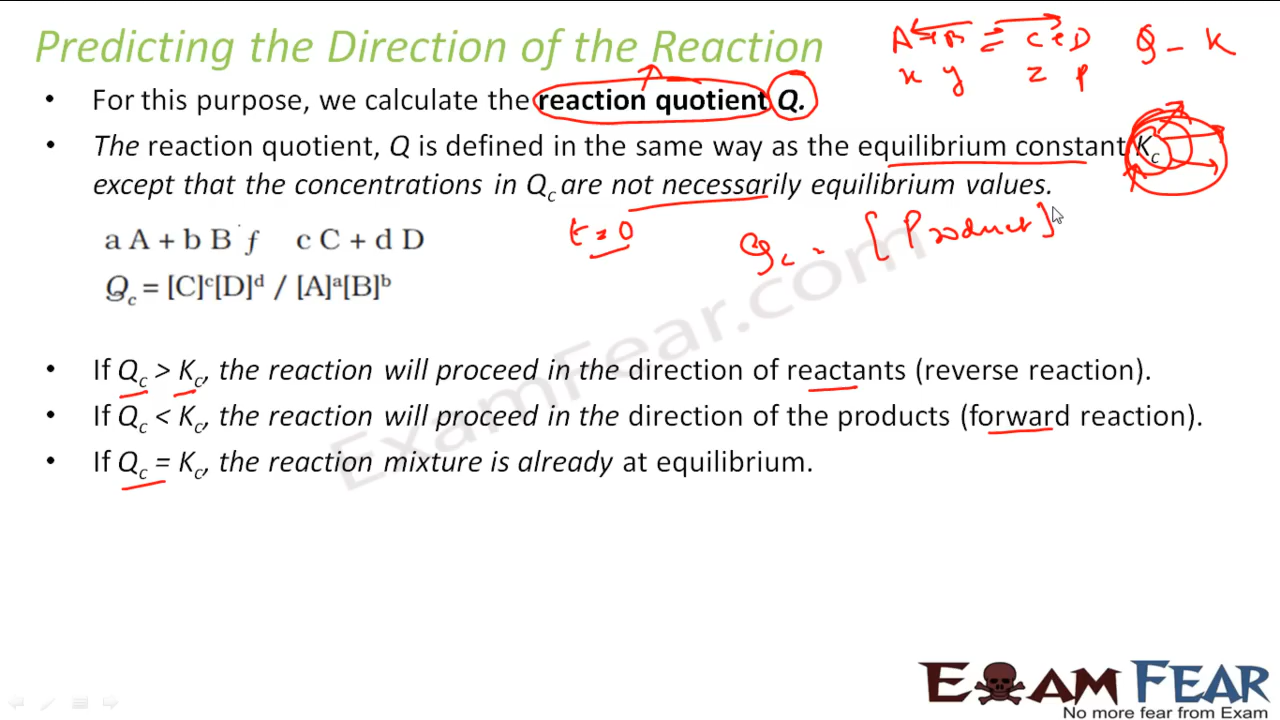 Predicting the Direction of the Reaction
A + B ⇌ C + D Q - K
x y z p
• For this purpose, we calculate the reaction quotient Q.
• The reaction quotient, Q is defined in the same way as the equilibrium constant Kc
except that the concentrations in Qc are not necessarily equilibrium values.
t = 0
Qc = [Product]
a A + b B ƒ c C + d D
Qc = [C]ᶜ[D]ᵈ / [A]ᵃ[B]ᵇ
• If Qc > Kc, the reaction will proceed in the direction of reactants (reverse reaction).
• If Qc < Kc, the reaction will proceed in the direction of the products (forward reaction).
• If Qc = Kc, the reaction mixture is already at equilibrium.
ExamFear.com
EXAM FEAR
No more fear from Exam